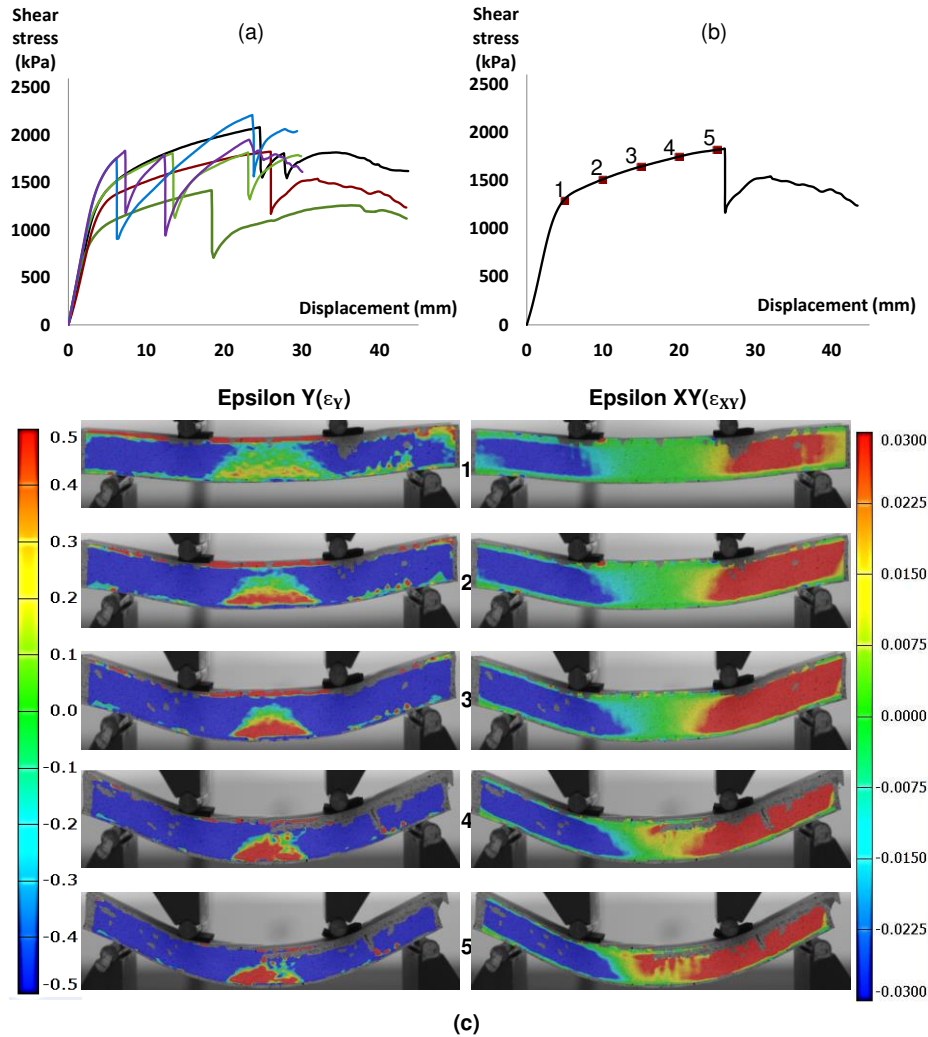 Shear
stress
(kPa)
(a)
2500
2000
1500
1000
500
0
Displacement (mm)
0 10 20 30 40
Shear
stress
(kPa)
(b)
2500
2000
1500
1000
500
0
1
2
3
4
5
Displacement (mm)
0 10 20 30 40
Epsilon Y(εY)
Epsilon XY(εXY)
0.5
0.4
0.3
0.2
0.1
0.0
-0.1
-0.2
-0.3
-0.4
-0.5
1
2
3
4
5
0.0300
0.0225
0.0150
0.0075
0.0000
-0.0075
-0.0150
-0.0225
-0.0300
(c)